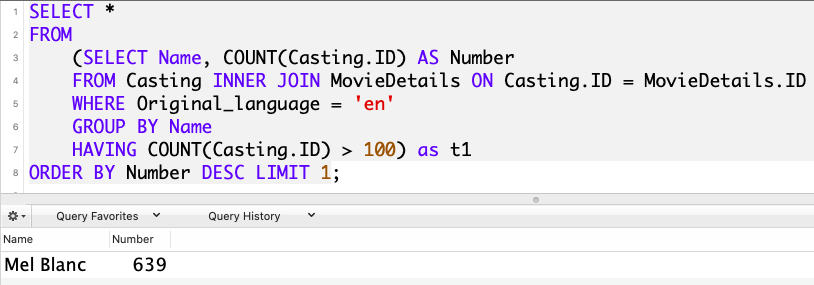 1 SELECT *
2 FROM
3 (SELECT Name, COUNT(Casting.ID) AS Number
4 FROM Casting INNER JOIN MovieDetails ON Casting.ID = MovieDetails.ID
5 WHERE Original_language = 'en'
6 GROUP BY Name
7 HAVING COUNT(Casting.ID) > 100) as t1
8 ORDER BY Number DESC LIMIT 1;
Query Favorites Query History
Name Number
Mel Blanc 639